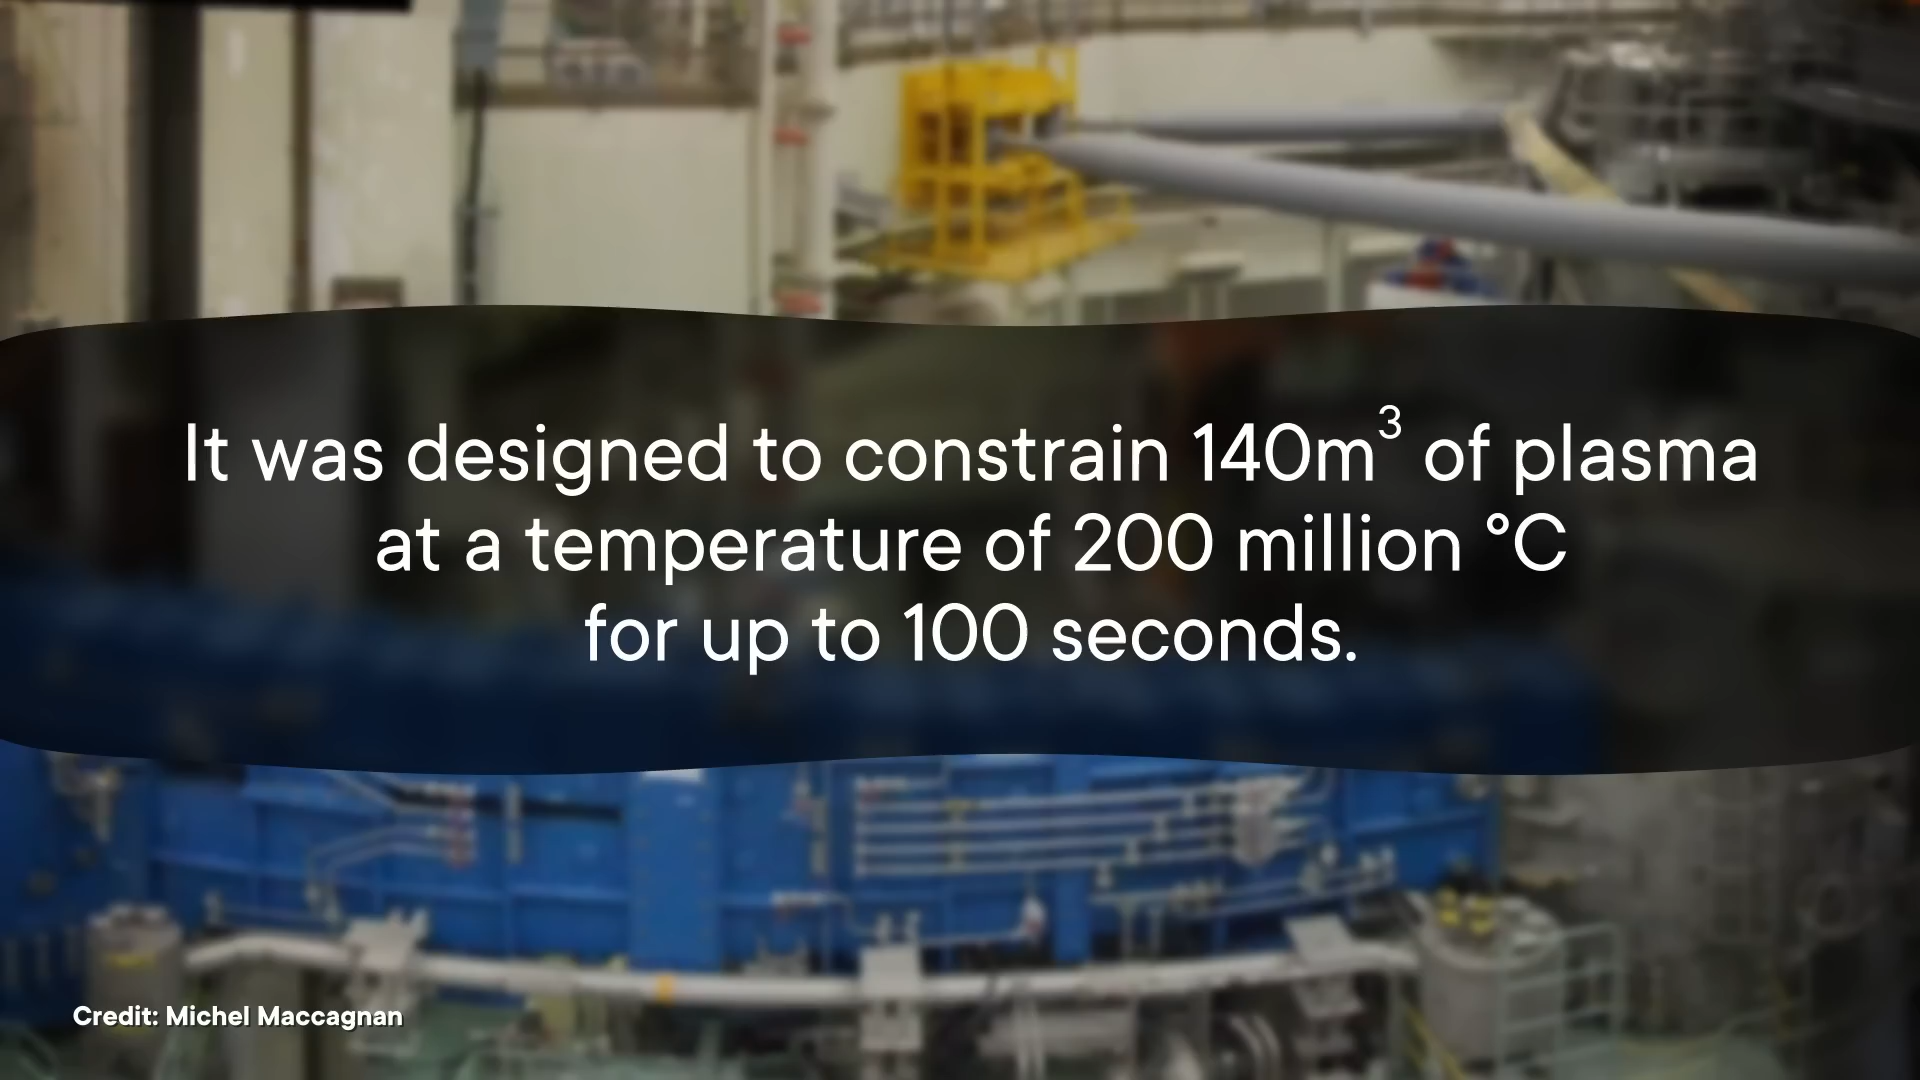 It was designed to constrain 140m³ of plasma
at a temperature of 200 million °C
for up to 100 seconds.
Credit: Michel Maccagnan